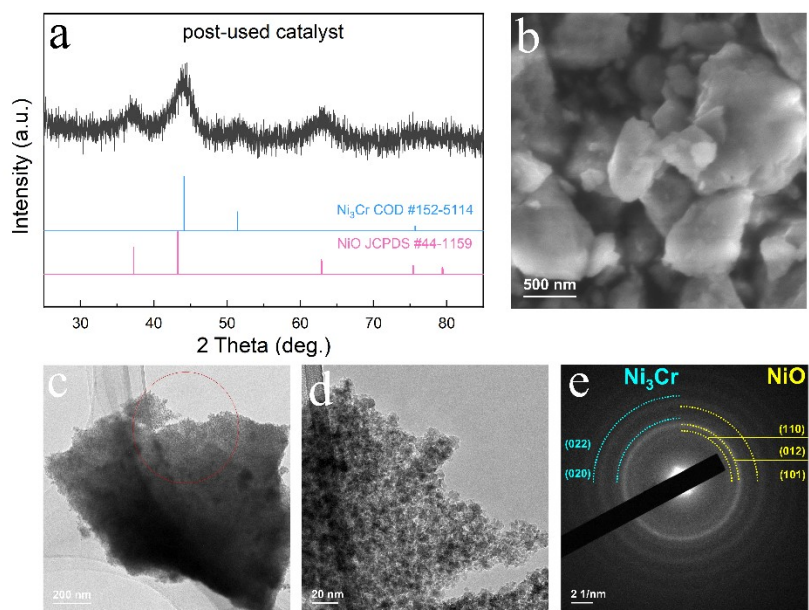 a
post-used catalyst
Intensity (a.u.)
Ni₃Cr COD #152-5114
NiO JCPDS #44-1159
30 40 50 60 70 80
2 Theta (deg.)
b
500 nm
c
200 nm
d
20 nm
e
Ni₃Cr
NiO
(022)
(020)
(110)
(012)
(101)
2 1/nm